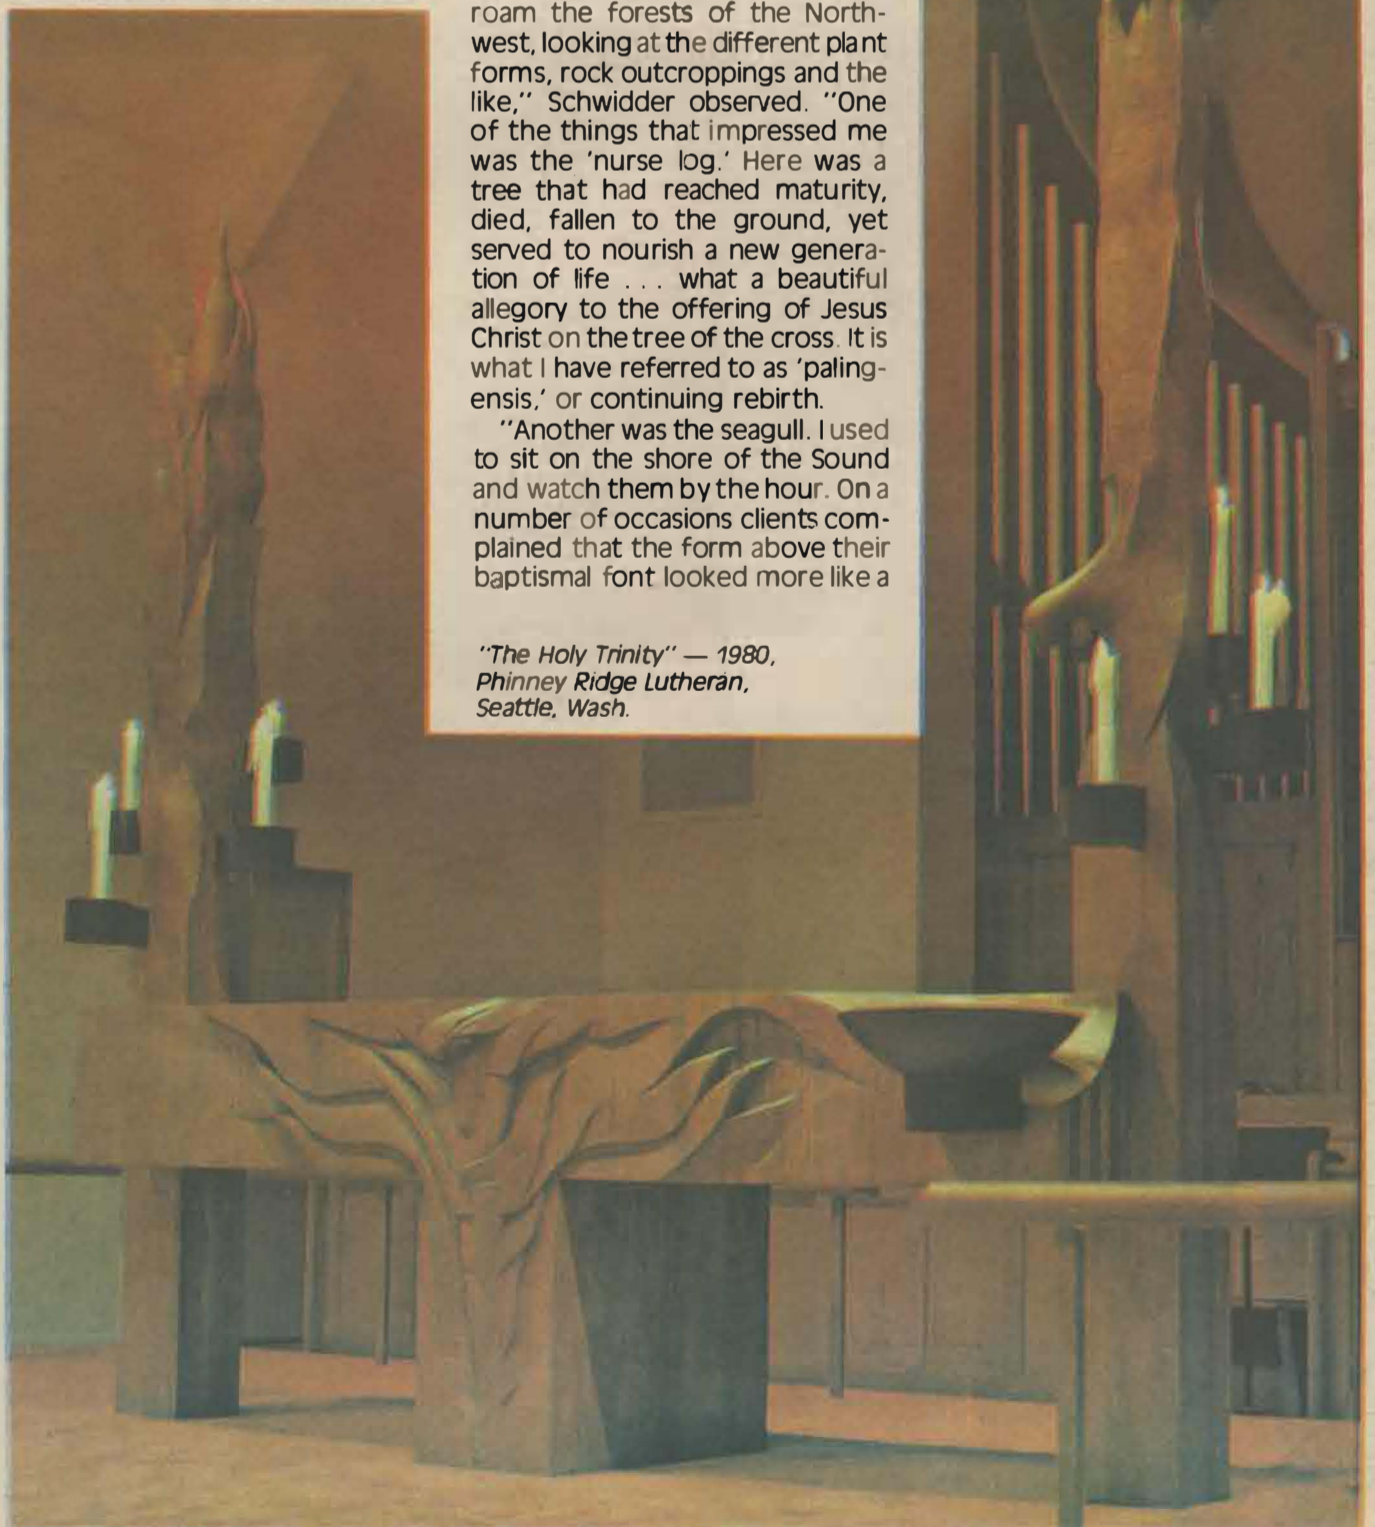 roam the forests of the North-
west, looking at the different plant
forms, rock outcroppings and the
like," Schwidder observed. "One
of the things that impressed me
was the 'nurse log.' Here was a
tree that had reached maturity,
died, fallen to the ground, yet
served to nourish a new genera-
tion of life . . . what a beautiful
allegory to the offering of Jesus
Christ on the tree of the cross. It is
what I have referred to as 'paling-
ensis,' or continuing rebirth.
"Another was the seagull. I used
to sit on the shore of the Sound
and watch them by the hour. On a
number of occasions clients com-
plained that the form above their
baptismal font looked more like a
"The Holy Trinity" — 1980,
Phinney Ridge Lutheran,
Seattle, Wash.